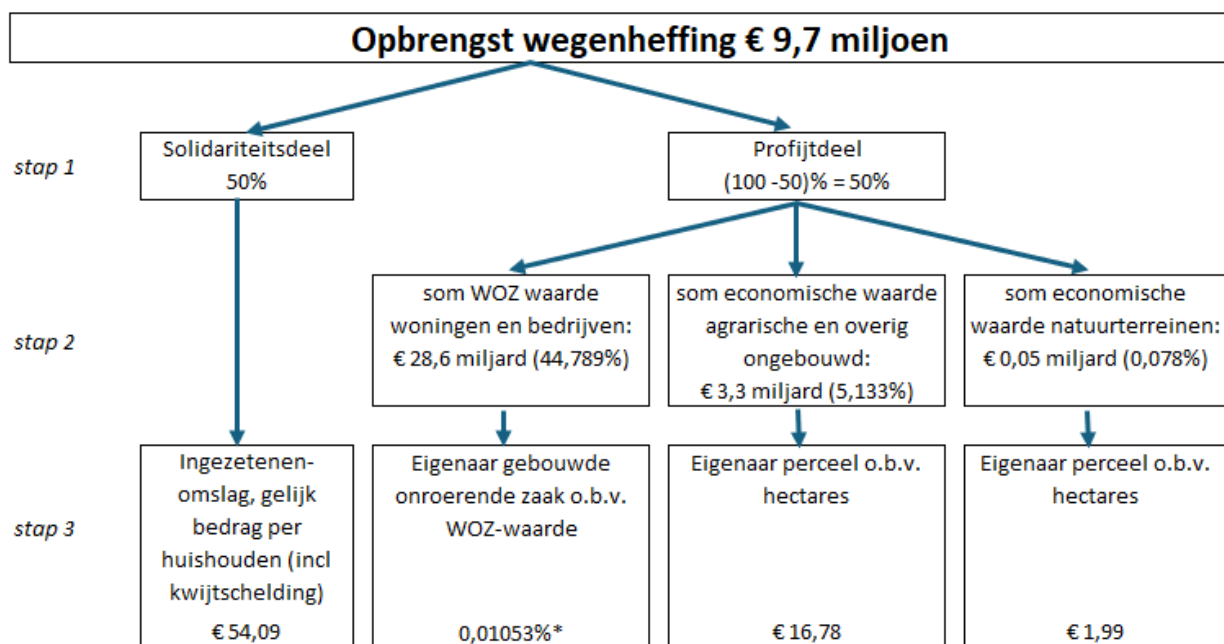 Opbrengst wegenheffing € 9,7 miljoen
stap 1
Solidariteitsdeel
50%
Profijtdeel
(100 -50)% = 50%
stap 2
som WOZ waarde
woningen en bedrijven:
€ 28,6 miljard (44,789%)
som economische waarde
agrarische en overig
ongebouwd:
€ 3,3 miljard (5,133%)
som economische
waarde natuurterreinen:
€ 0,05 miljard (0,078%)
stap 3
Ingezetenen-
omslag, gelijk
bedrag per
huishouden (incl
kwijtschelding)
€ 54,09
Eigenaar gebouwde
onroerende zaak o.b.v.
WOZ-waarde
0,01053%*
Eigenaar perceel o.b.v.
hectares
€ 16,78
Eigenaar perceel o.b.v.
hectares
€ 1,99